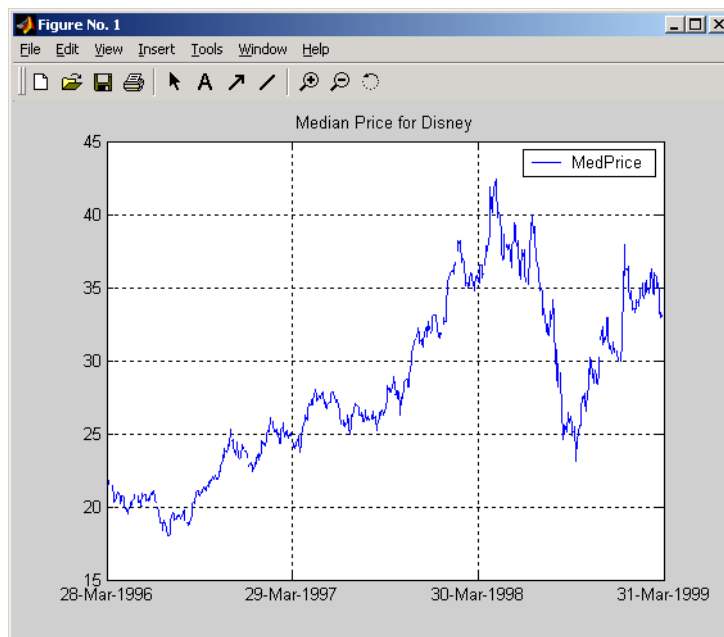 Figure No. 1
File Edit View Insert Tools Window Help
A
Median Price for Disney
MedPrice
45
40
35
30
25
20
15
28-Mar-1996 29-Mar-1997 30-Mar-1998 31-Mar-1999